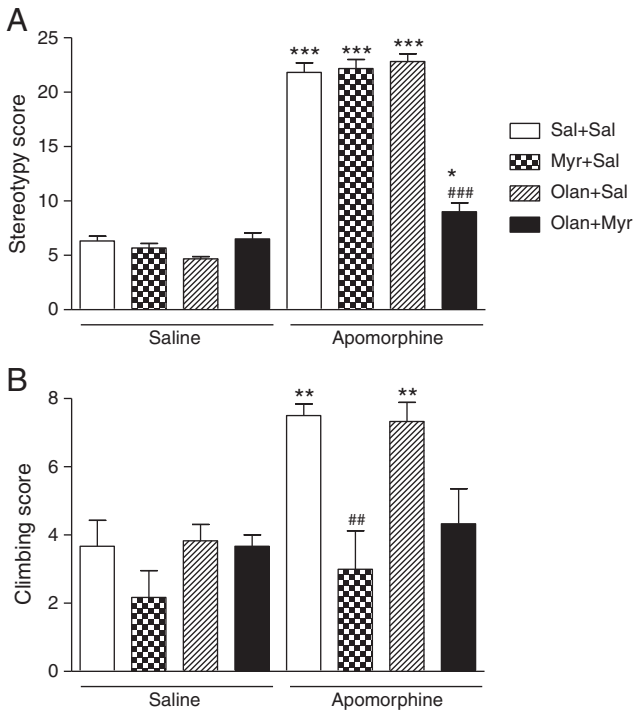 A
Stereotypy score
25
20
15
10
5
0
***
***
***
*
###
Saline
Apomorphine
Sal+Sal
Myr+Sal
Olan+Sal
Olan+Myr
B
Climbing score
8
6
4
2
0
**
##
**
Saline
Apomorphine